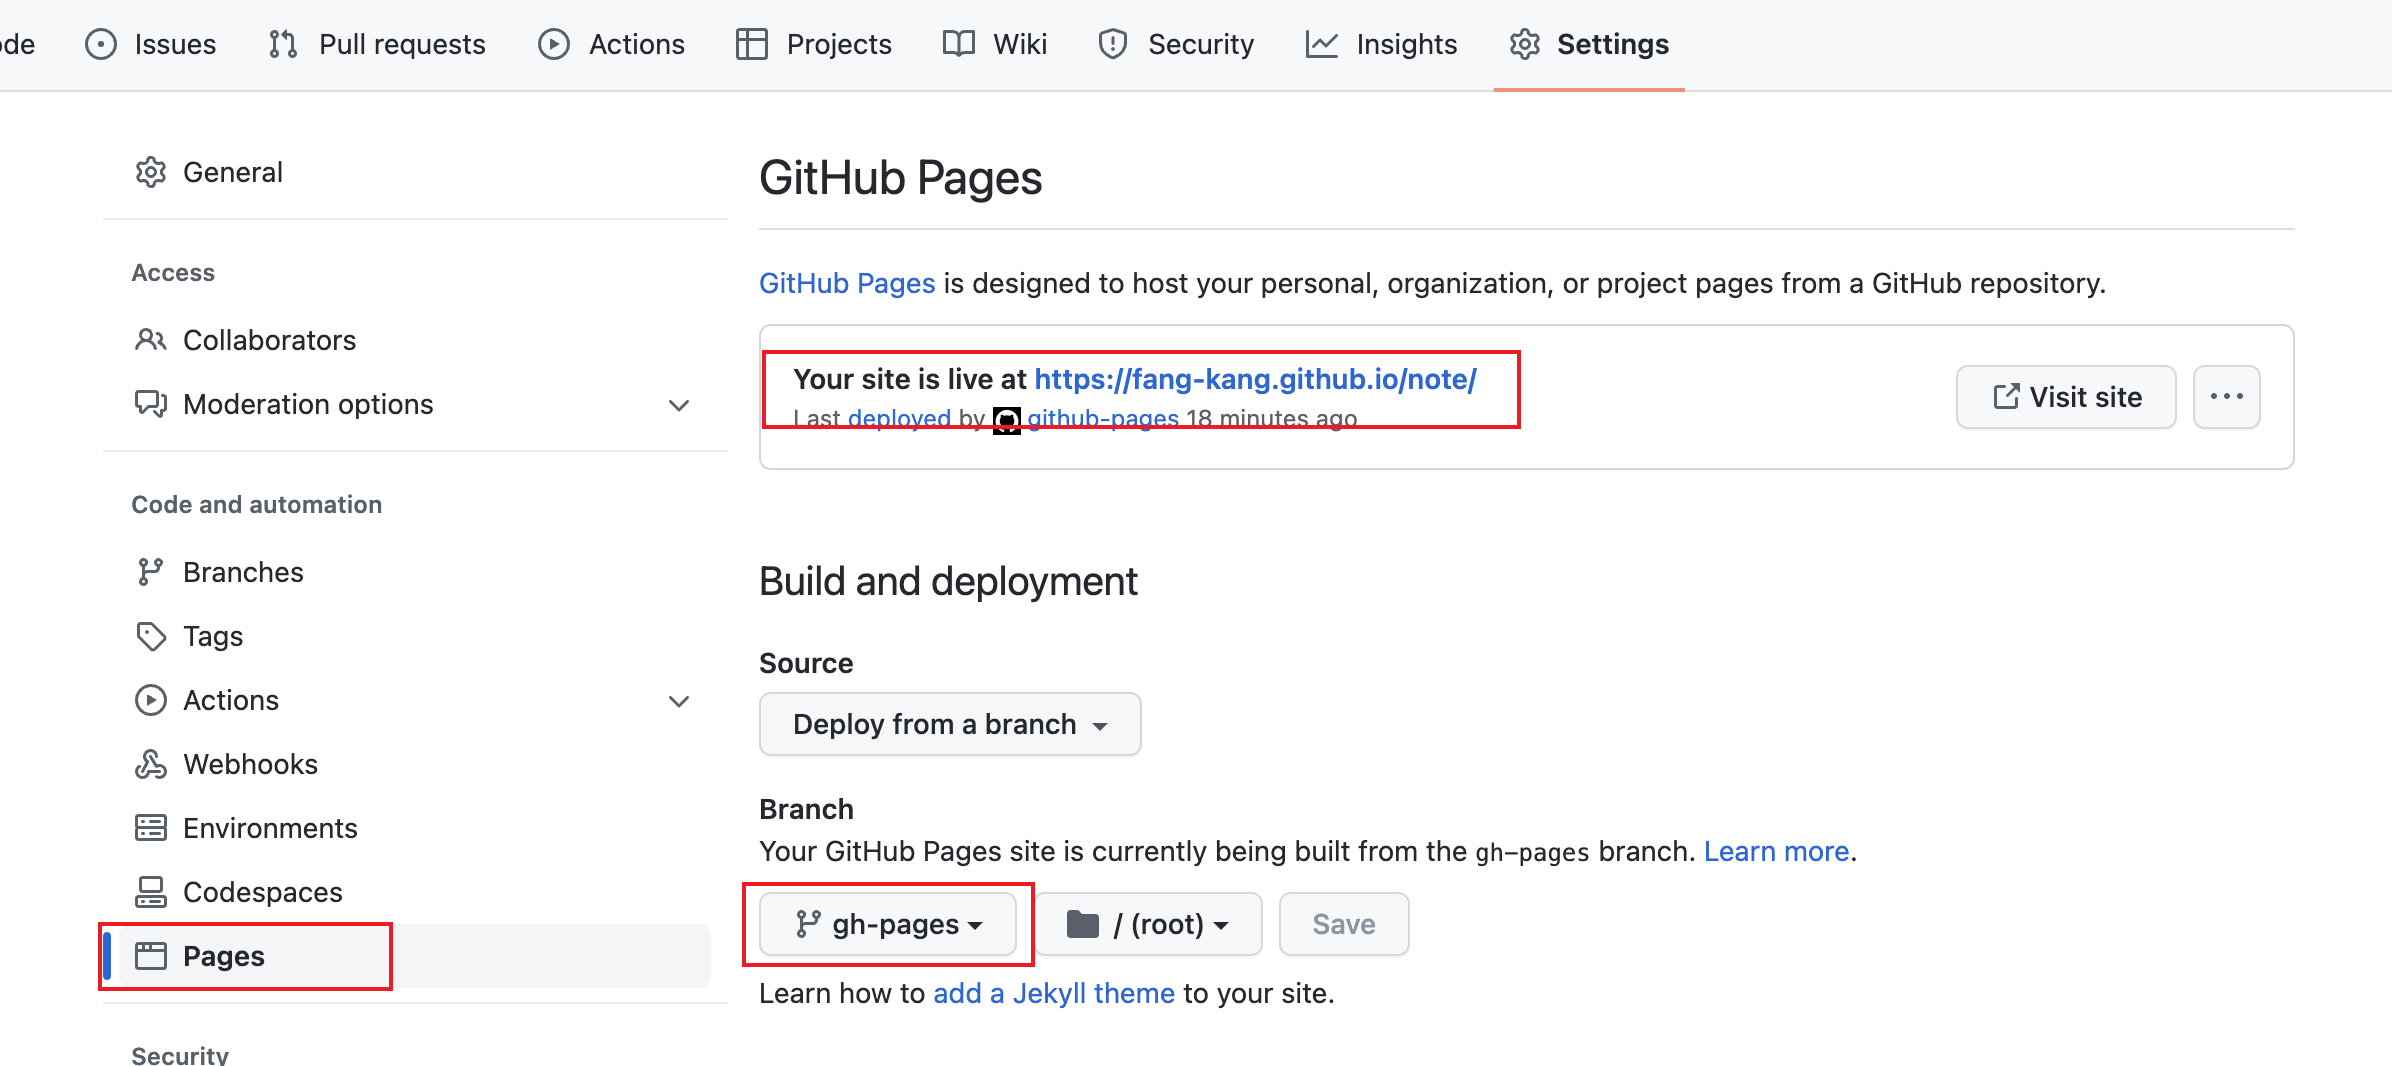 Issues Pull requests Actions Projects Wiki Security Insights Settings
General
Access
Collaborators
Moderation options
Code and automation
Branches
Tags
Actions
Webhooks
Environments
Codespaces
Pages
Security
GitHub Pages
GitHub Pages is designed to host your personal, organization, or project pages from a GitHub repository.
Your site is live at https://fang-kang.github.io/note/
Last deployed by github-pages 18 minutes ago
Visit site
Build and deployment
Source
Deploy from a branch
Branch
Your GitHub Pages site is currently being built from the gh-pages branch. Learn more.
gh-pages / (root) Save
Learn how to add a Jekyll theme to your site.